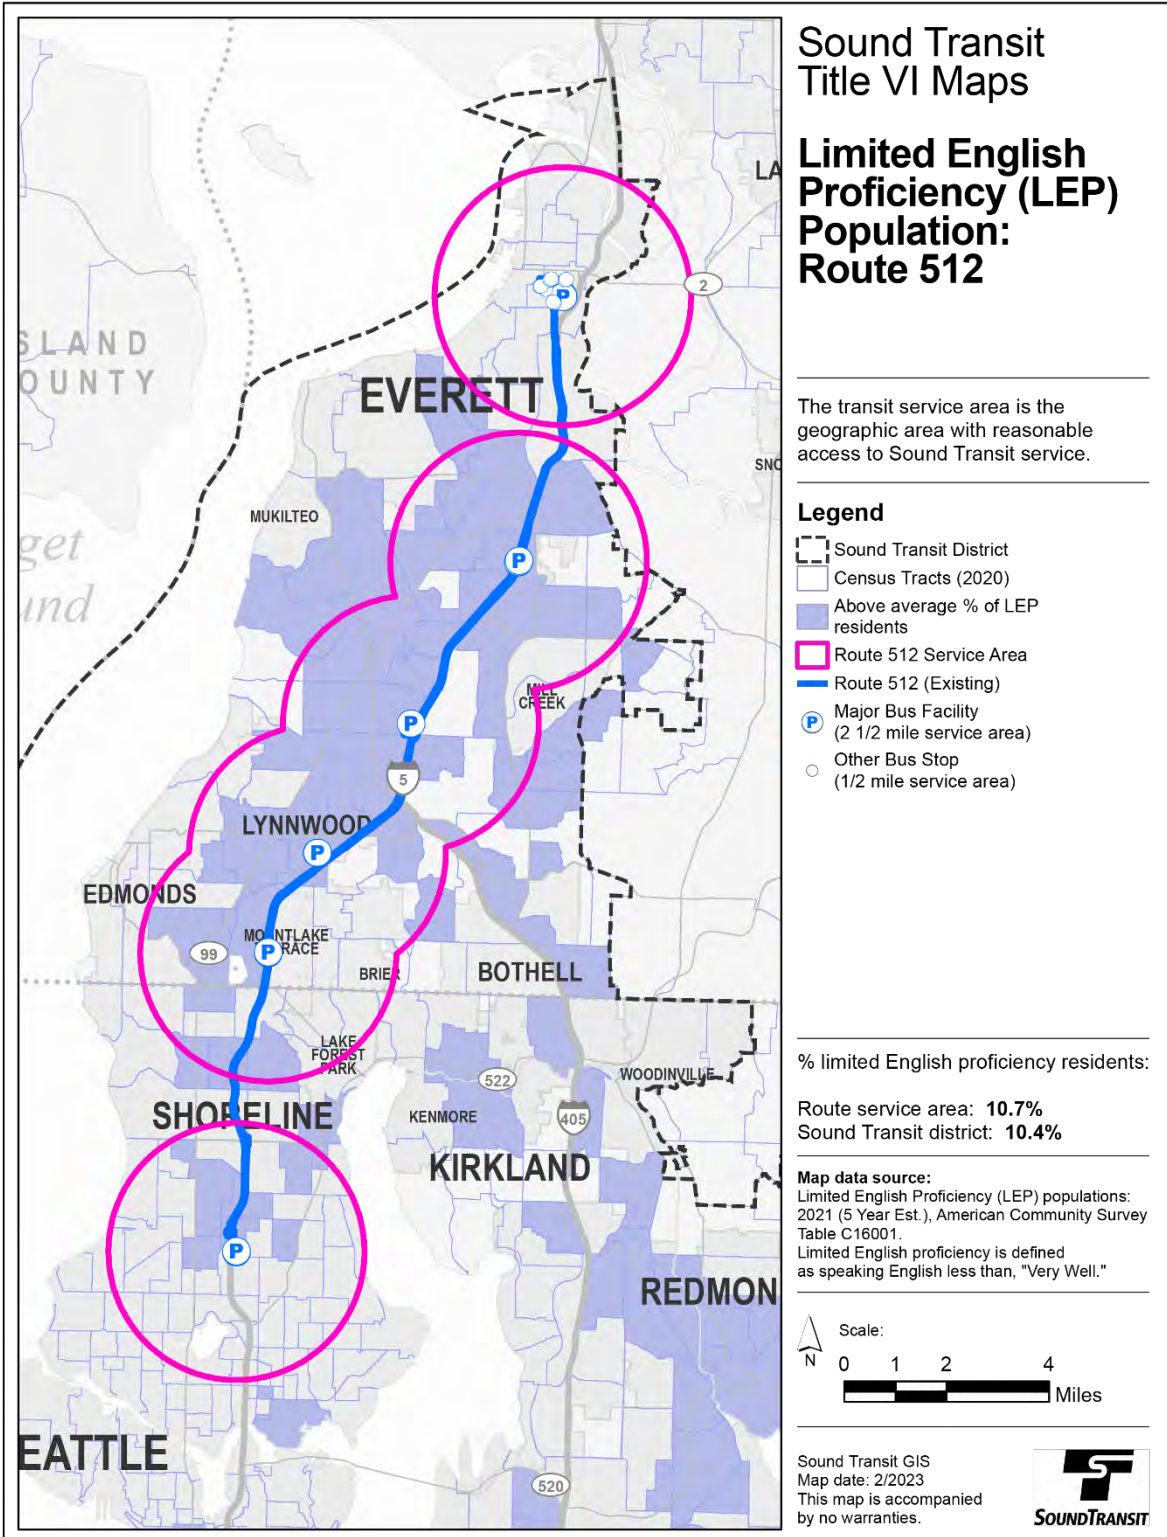 Sound Transit
Title VI Maps
Limited English
Proficiency (LEP)
Population:
Route 512
The transit service area is the
geographic area with reasonable
access to Sound Transit service.
Legend
Sound Transit District
Census Tracts (2020)
Above average % of LEP
residents
Route 512 Service Area
Route 512 (Existing)
P
Major Bus Facility
(2 1/2 mile service area)
Other Bus Stop
(1/2 mile service area)
% limited English proficiency residents:
Route service area: 10.7%
Sound Transit district: 10.4%
Map data source:
Limited English Proficiency (LEP) populations:
2021 (5 Year Est.), American Community Survey
Table C16001.
Limited English proficiency is defined
as speaking English less than, "Very Well."
N
Scale:
0 1 2 4
Miles
Sound Transit GIS
Map date: 2/2023
This map is accompanied
by no warranties.
SOUNDTRANSIT
LA
2
P
SLAND
OUNTY
EVERETT
SNO
MUKILTEO
get
und
P
MILL
CREEK
P
5
LYNNWOOD
P
EDMONDS
MOUNTLAKE
99
P
BRIER
BOTHELL
LAKE
FOREST
PARK
522
WOODINVILLE
SHORELINE
KENMORE
405
KIRKLAND
P
REDMON
EATTLE
520